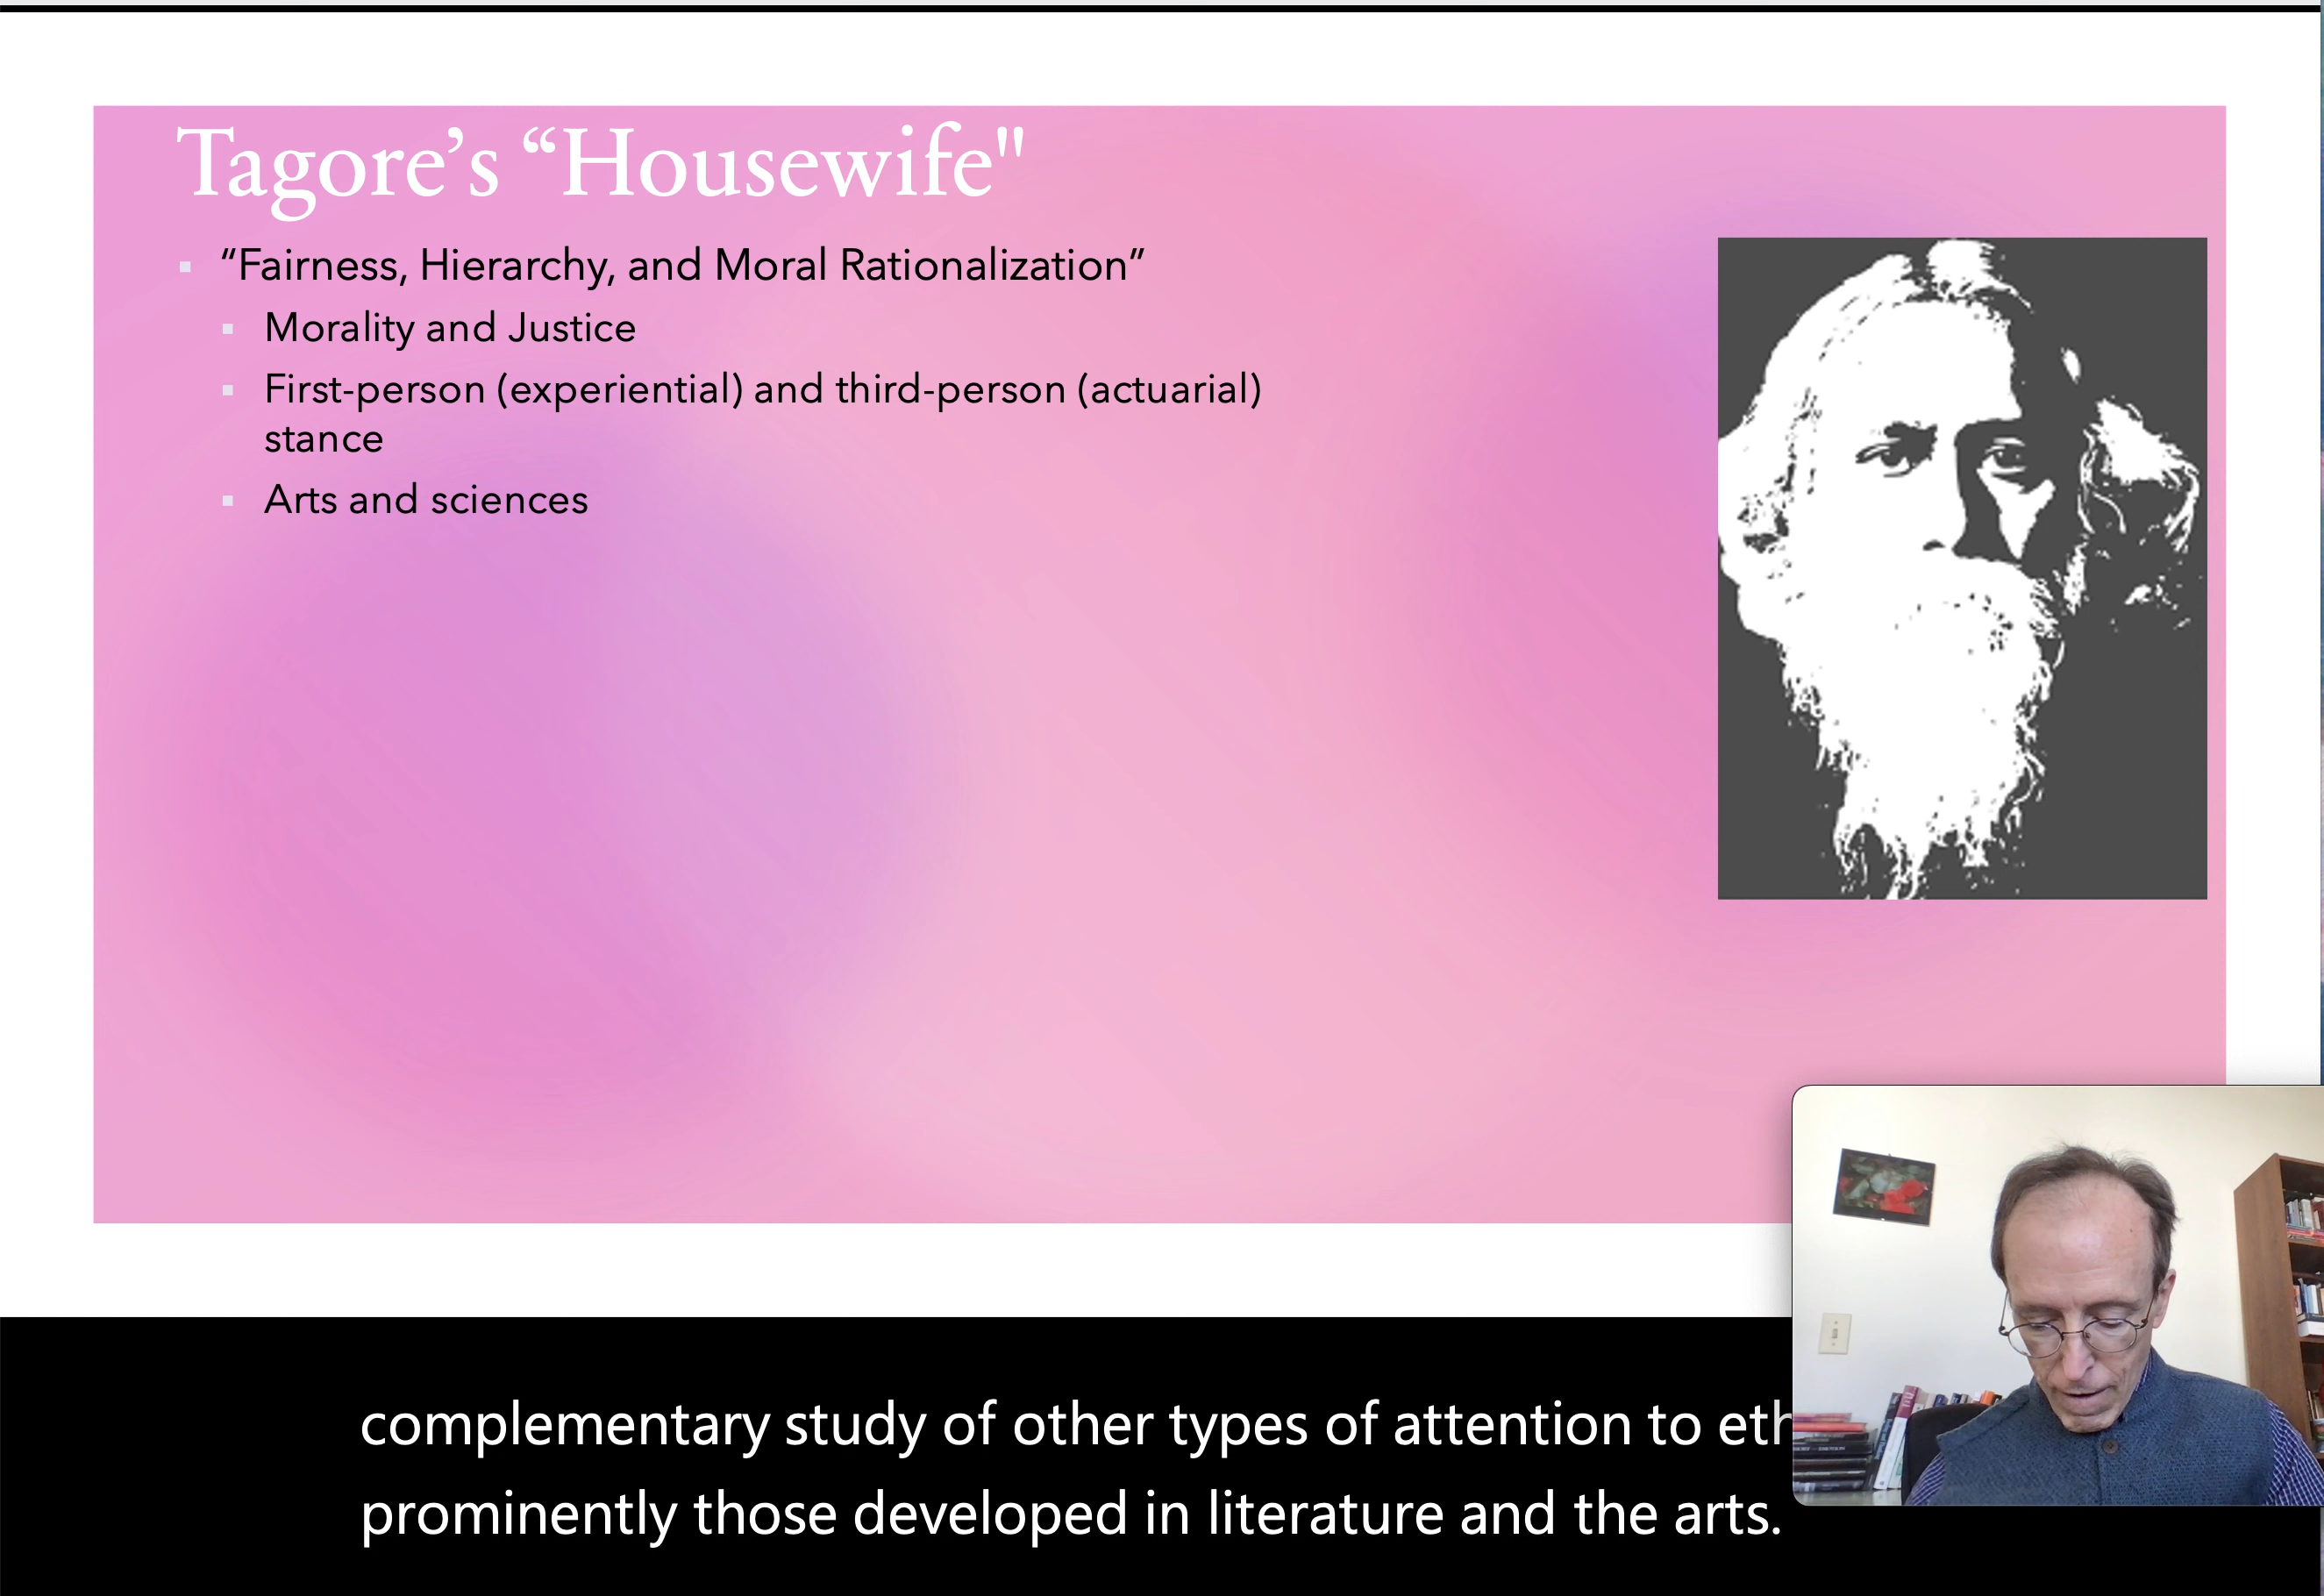 Tagore’s “Housewife"
“Fairness, Hierarchy, and Moral Rationalization”
Morality and Justice
First-person (experiential) and third-person (actuarial)
stance
Arts and sciences
complementary study of other types of attention to
prominently those developed in literature and the arts.